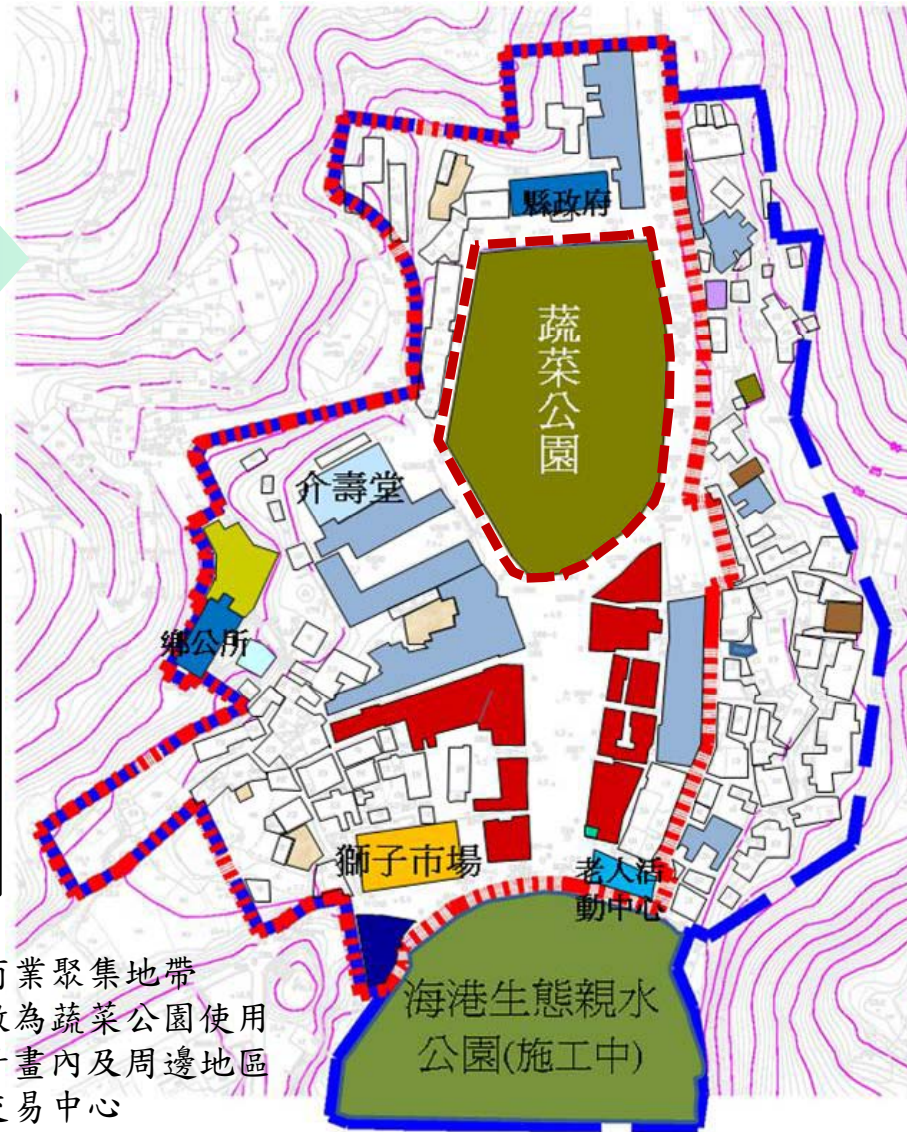 縣政府
蔬菜公園
介壽堂
鄉公所
獅子市場
老人活
動中心
海港生態親水
公園(施工中)
商業聚集地帶
為蔬菜公園使用
計畫內及周邊地區
交易中心